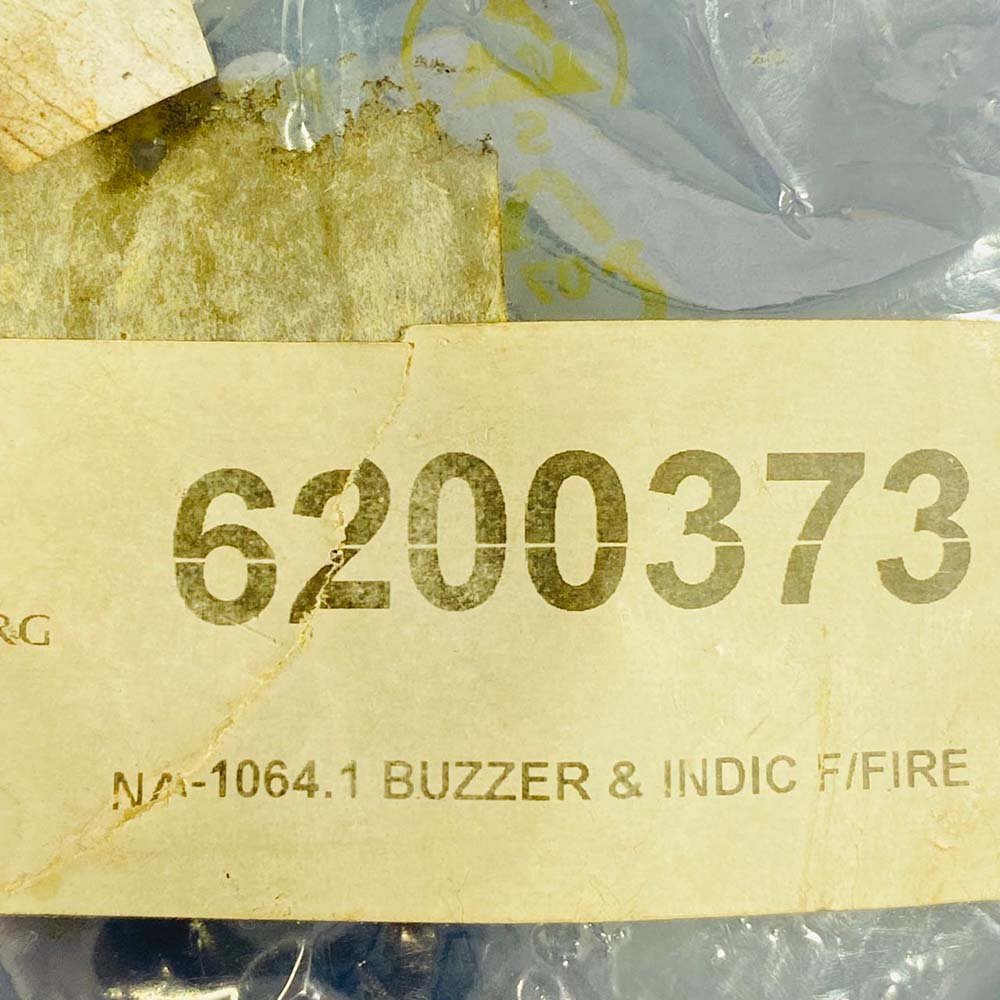 6200373
R&G
NA-1064.1 BUZZER & INDIC F/FIRE